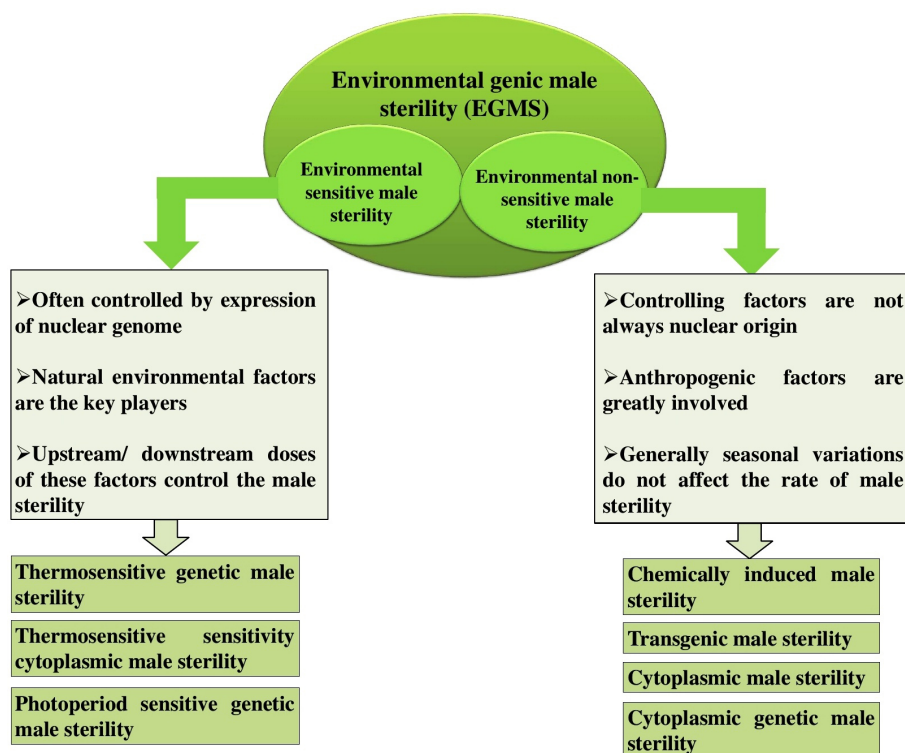 Environmental genic male
sterility (EGMS)
Environmental
sensitive male
sterility
Environmental non-
sensitive male
sterility
➢Often controlled by expression
of nuclear genome
➢Natural environmental factors
are the key players
➢Upstream/ downstream doses
of these factors control the male
sterility
➢Controlling factors are not
always nuclear origin
➢Anthropogenic factors are
greatly involved
➢Generally seasonal variations
do not affect the rate of male
sterility
Thermosensitive genetic male
sterility
Thermosensitive sensitivity
cytoplasmic male sterility
Photoperiod sensitive genetic
male sterility
Chemically induced male
sterility
Transgenic male sterility
Cytoplasmic male sterility
Cytoplasmic genetic male
sterility